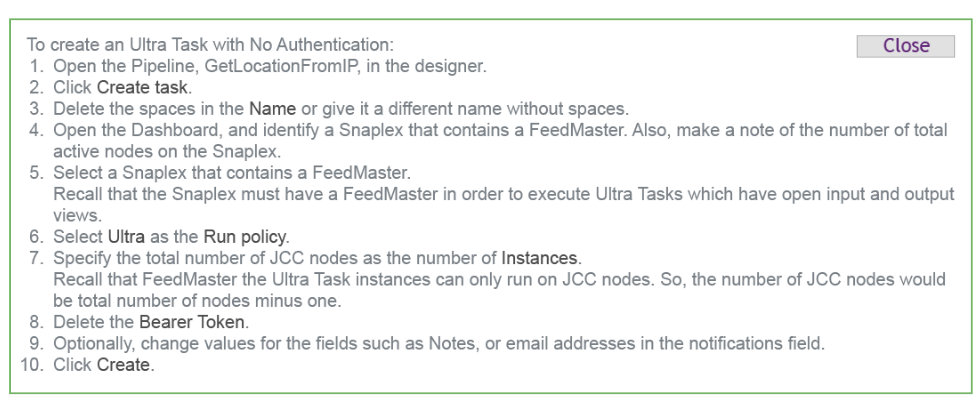 To create an Ultra Task with No Authentication:
Close
1. Open the Pipeline, GetLocationFromIP, in the designer.
2. Click Create task.
3. Delete the spaces in the Name or give it a different name without spaces.
4. Open the Dashboard, and identify a Snaplex that contains a FeedMaster. Also, make a note of the number of total
active nodes on the Snaplex.
5. Select a Snaplex that contains a FeedMaster.
Recall that the Snaplex must have a FeedMaster in order to execute Ultra Tasks which have open input and output
views.
6. Select Ultra as the Run policy.
7. Specify the total number of JCC nodes as the number of Instances.
Recall that FeedMaster the Ultra Task instances can only run on JCC nodes. So, the number of JCC nodes would
be total number of nodes minus one.
8. Delete the Bearer Token.
9. Optionally, change values for the fields such as Notes, or email addresses in the notifications field.
10. Click Create.